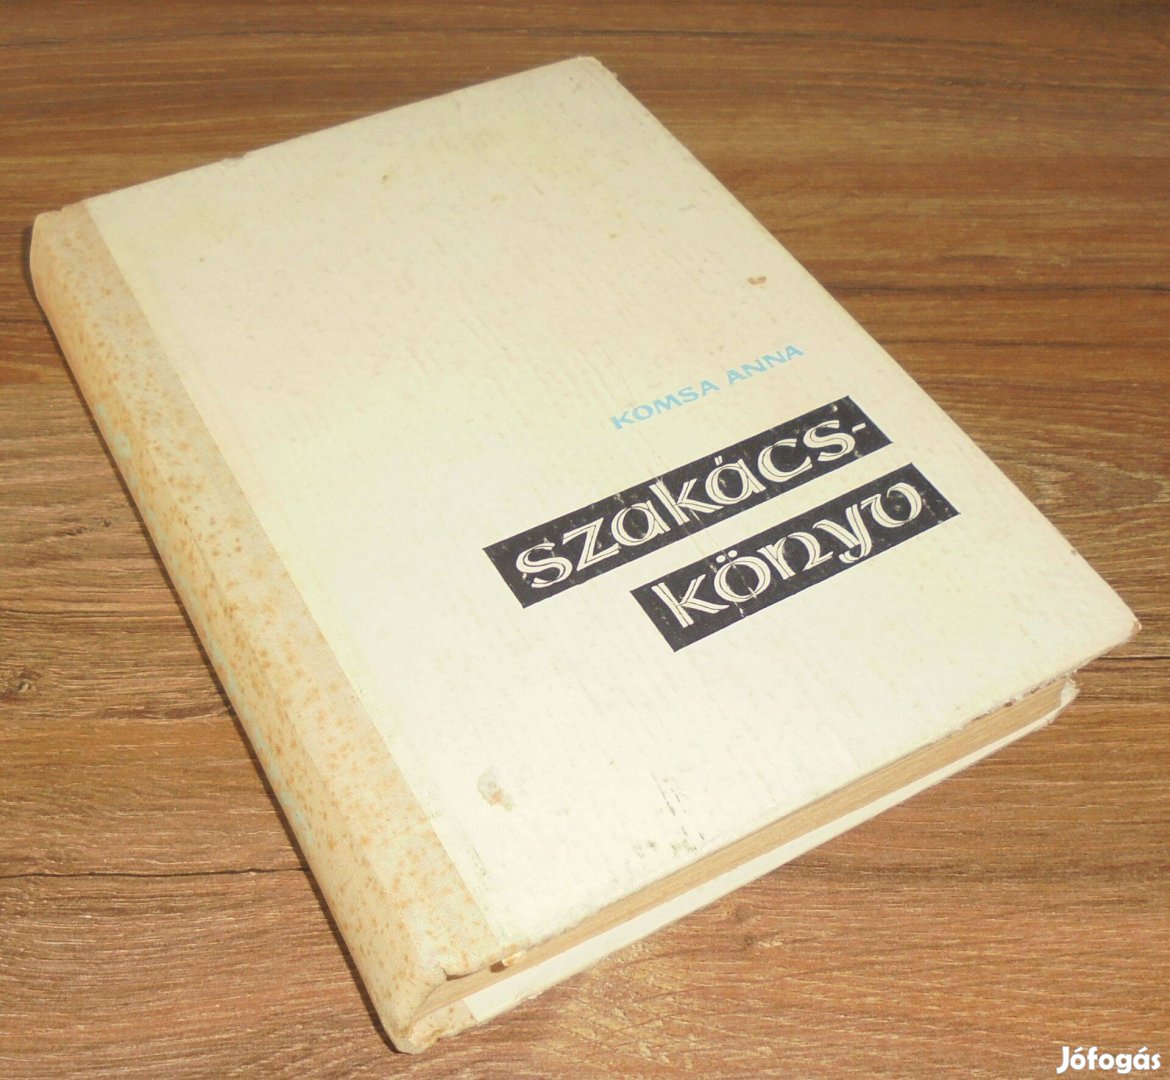 KOMSA ANNA
szakács-
könyv
Jófogás